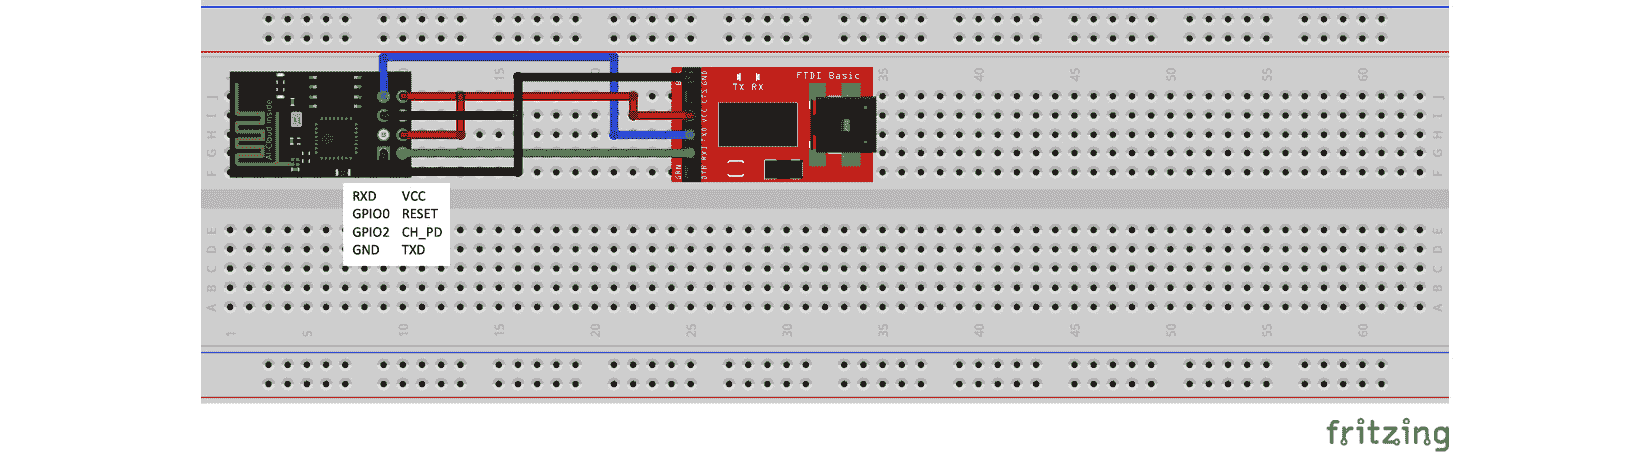 15
20
35
40
45
50
55
60
J
I
H
G
F
J
I
H
G
F
AI-Cloud inside
FTDI Basic
TX RX
GND
CTS
VCC
TXO
RXI
DTR
GRN
RXD VCC
GPIO0 RESET
GPIO2 CH_PD
GND TXD
E
D
C
B
A
E
D
C
B
A
1
5
10
15
20
25
30
35
40
45
50
55
60
fritzing